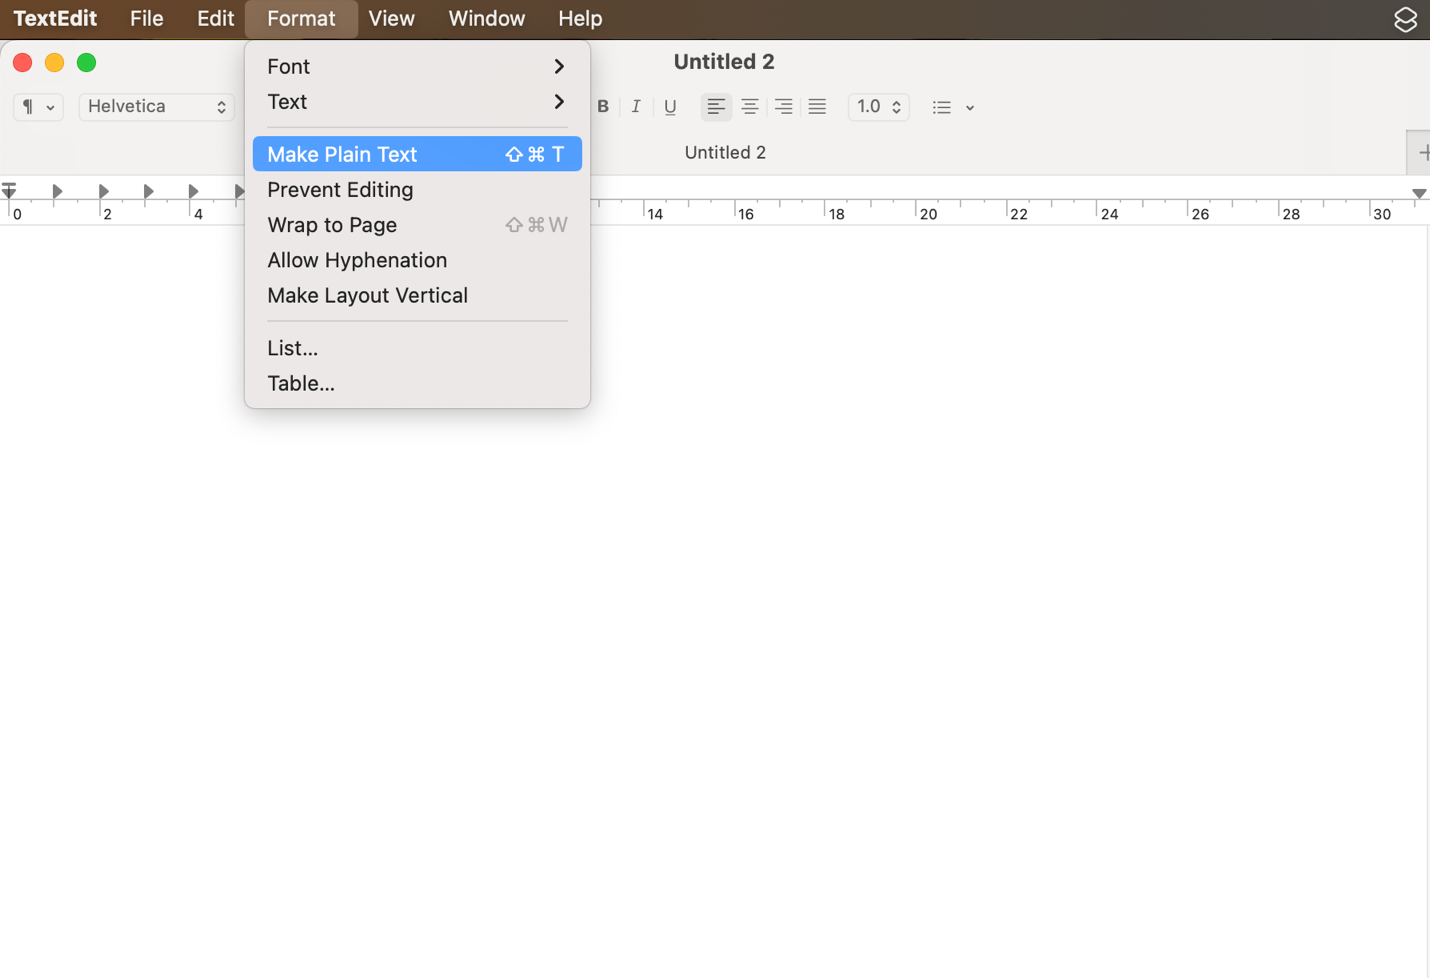 TextEdit File Edit Format View Window Help
Untitled 2
¶ Helvetica B I U 1.0
Untitled 2
0 2 4 14 16 18 20 22 24 26 28 30
Font
Text
Make Plain Text ⇧⌘ T
Prevent Editing
Wrap to Page ⇧⌘W
Allow Hyphenation
Make Layout Vertical
List...
Table...